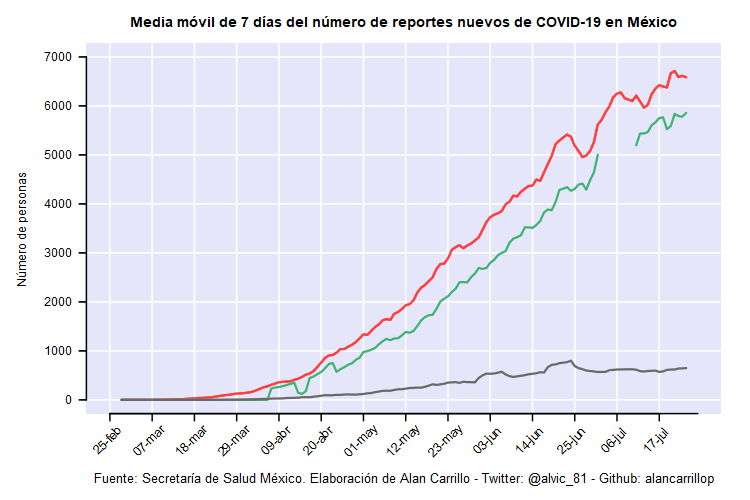 Media móvil de 7 días del número de reportes nuevos de COVID-19 en México
7000
6000
5000
4000
3000
2000
1000
0
Número de personas
25-feb
07-mar
18-mar
29-mar
09-abr
20-abr
01-may
12-may
23-may
03-jun
14-jun
25-jun
06-jul
17-jul
Fuente: Secretaría de Salud México. Elaboración de Alan Carrillo - Twitter: @alvic_81 - Github: alancarrillop